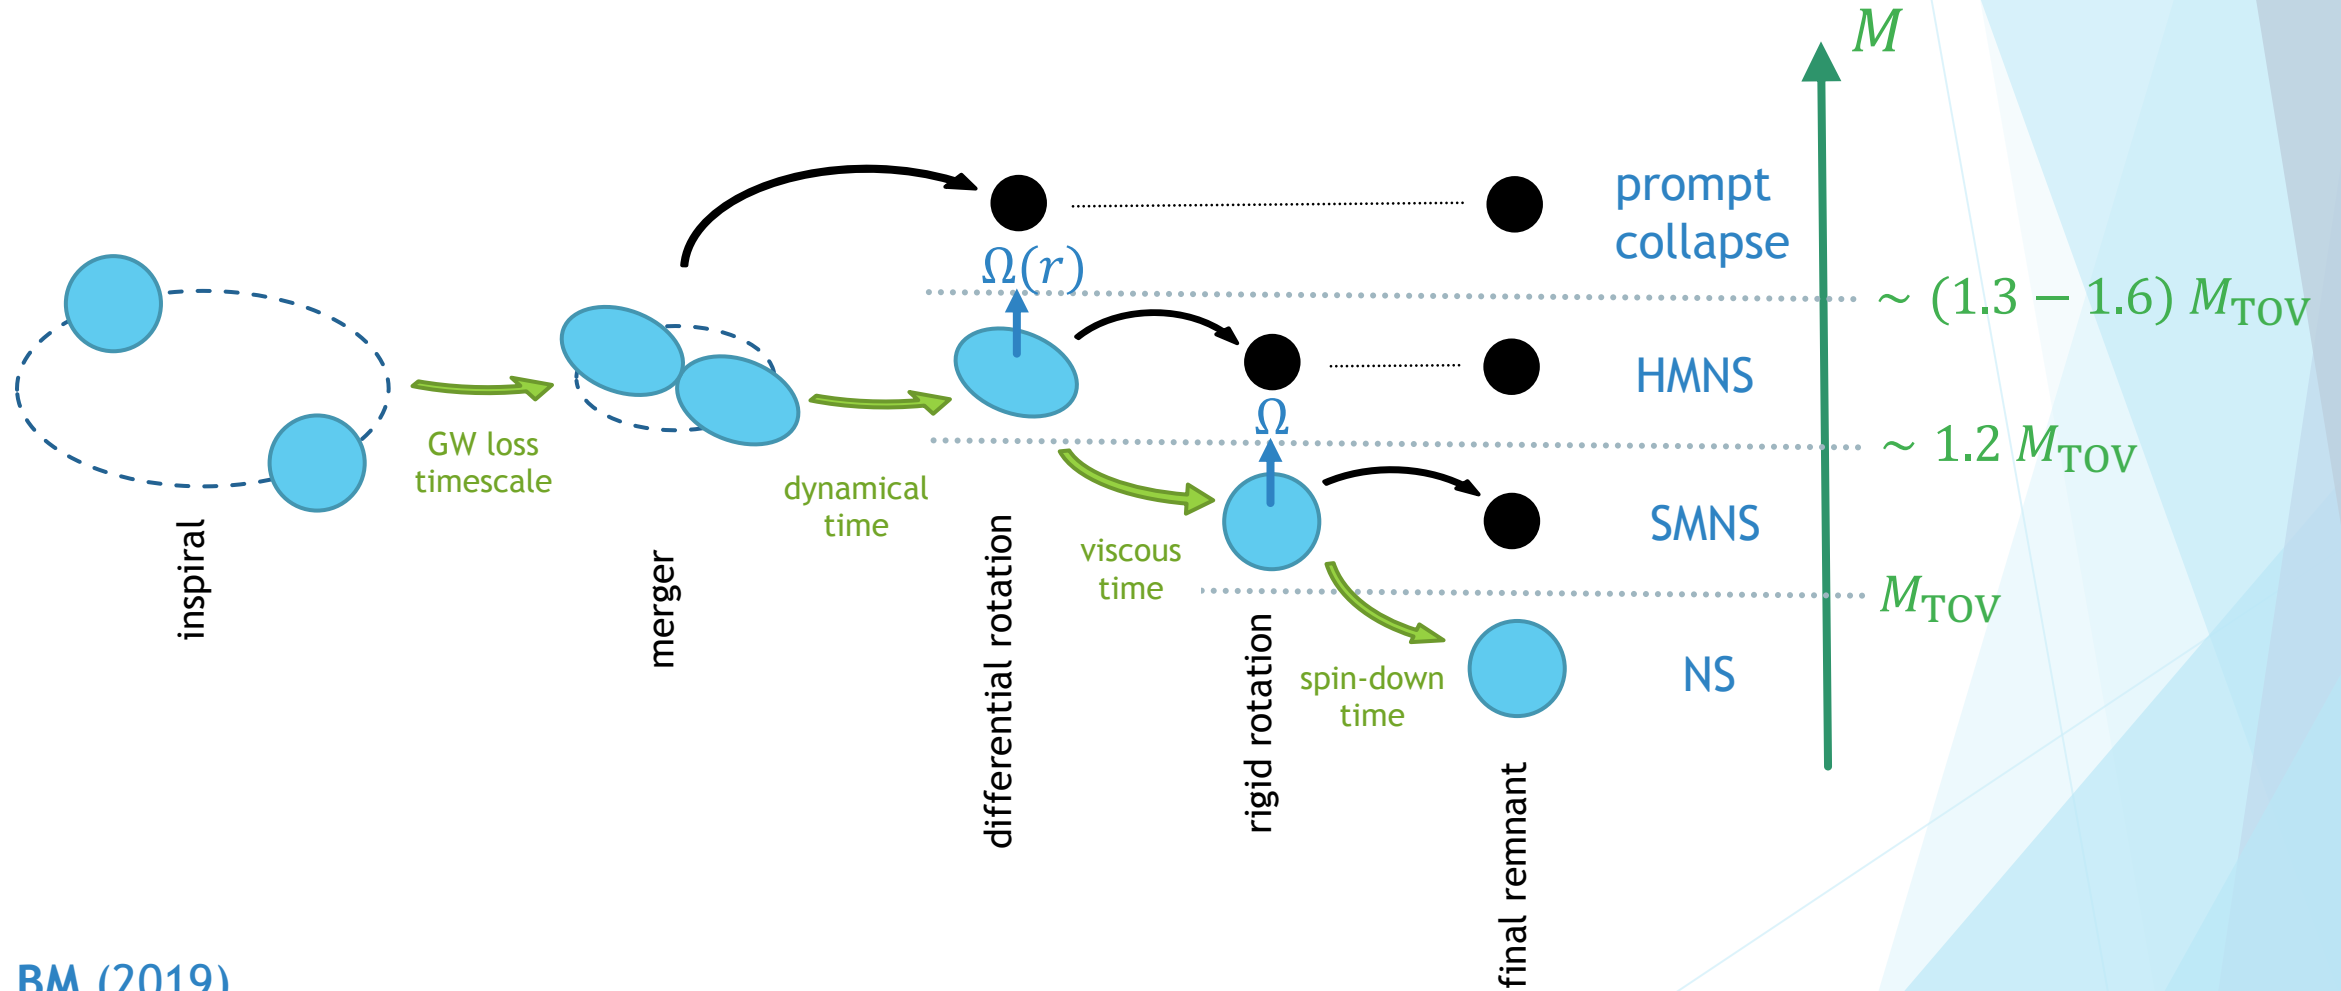 M
prompt
collapse
Ω(r)
~ (1.3 − 1.6) M_TOV
HMNS
Ω
~ 1.2 M_TOV
GW loss
timescale
dynamical
time
SMNS
viscous
time
M_TOV
inspiral
merger
differential rotation
rigid rotation
spin-down
time
NS
final remnant
BM (2019)